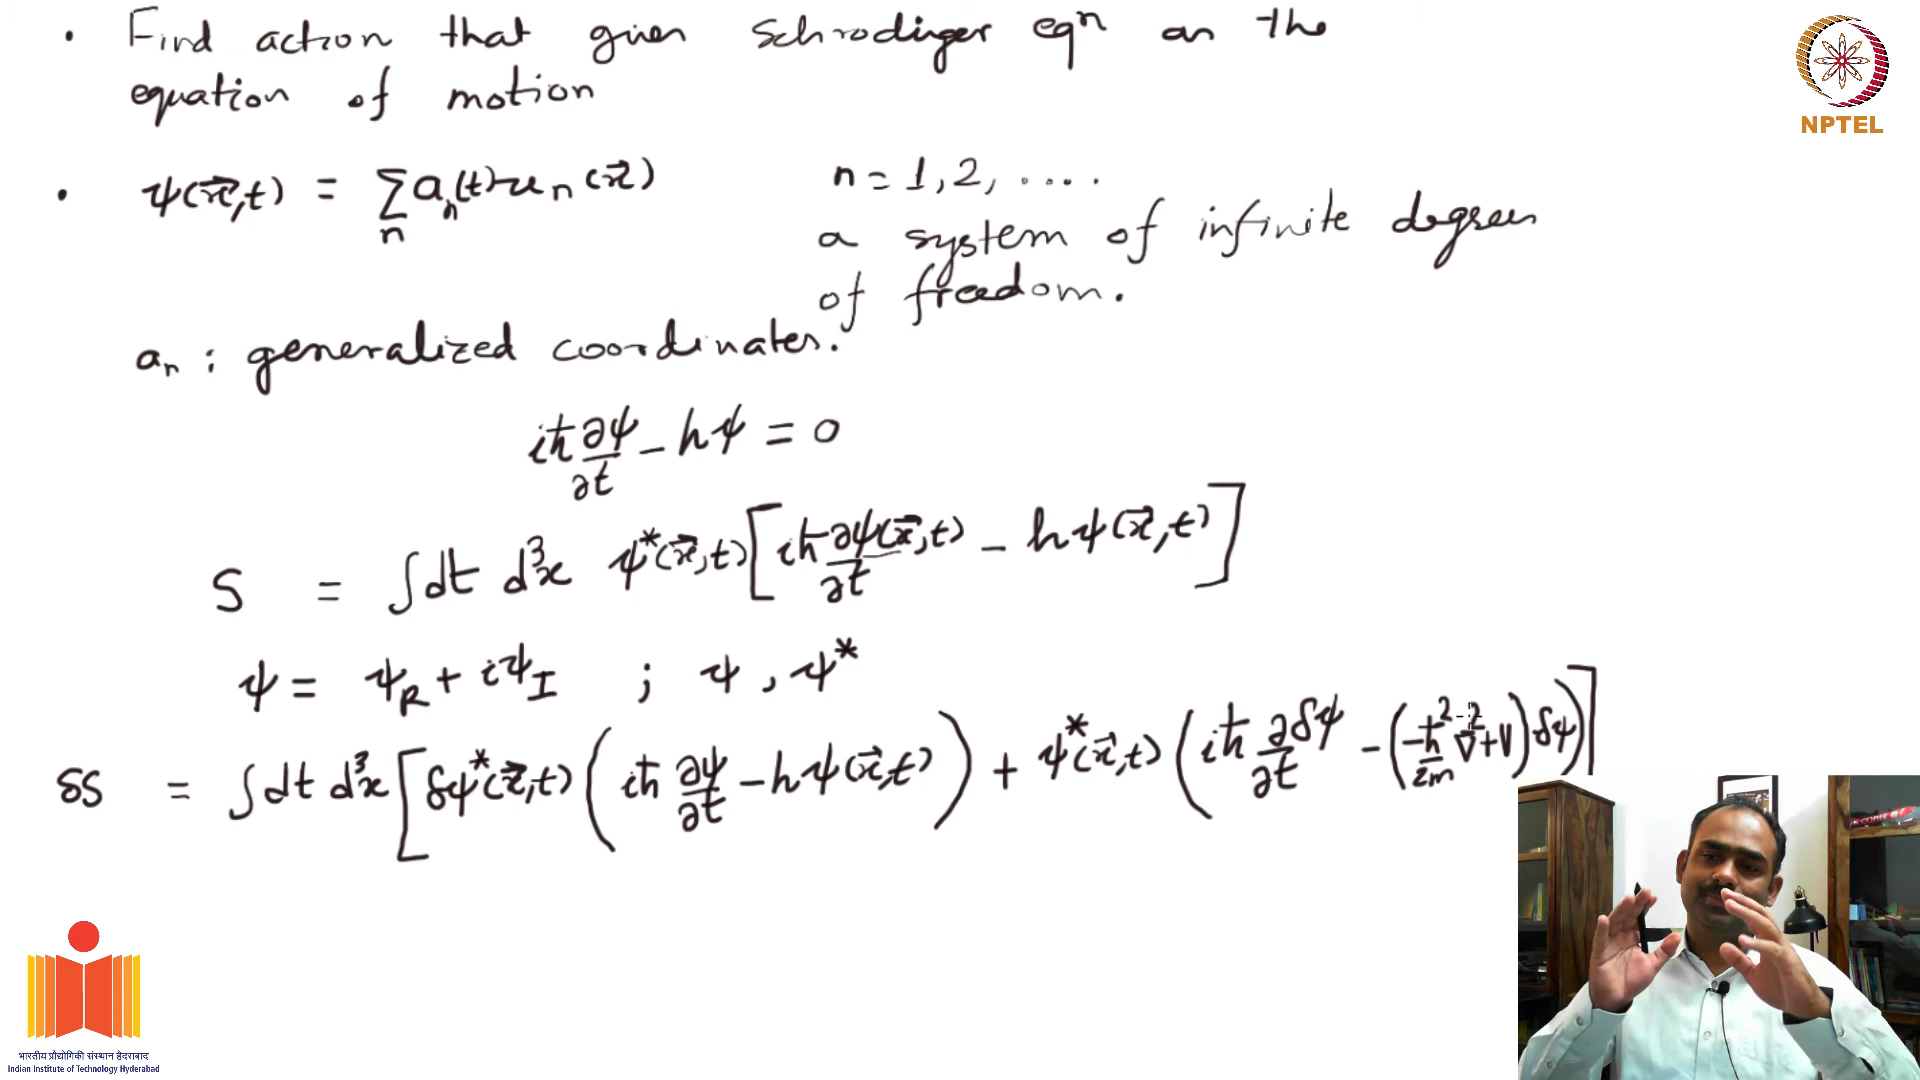 • Find action that gives Schrodinger eqn as the
equation of motion
• ψ(x⃗,t) = ∑ₙ aₙ(t) uₙ(x⃗)
n = 1, 2, ....
a system of infinite degrees
of freedom.
aₙ : generalized coordinates.
iħ ∂ψ/∂t - hψ = 0
S = ∫dt d³x ψ*(x⃗,t) [iħ ∂ψ(x⃗,t)/∂t - hψ(x⃗,t)]
ψ = ψ_R + iψ_I ; ψ, ψ*
δS = ∫dt d³x [δψ*(x⃗,t) (iħ ∂ψ/∂t - hψ(x⃗,t)) + ψ*(x⃗,t) (iħ ∂/∂t δψ - (-ħ²/2m ∇² + V) δψ)]
NPTEL
भारतीय प्रौद्योगिकी संस्थान हैदराबाद
Indian Institute of Technology Hyderabad